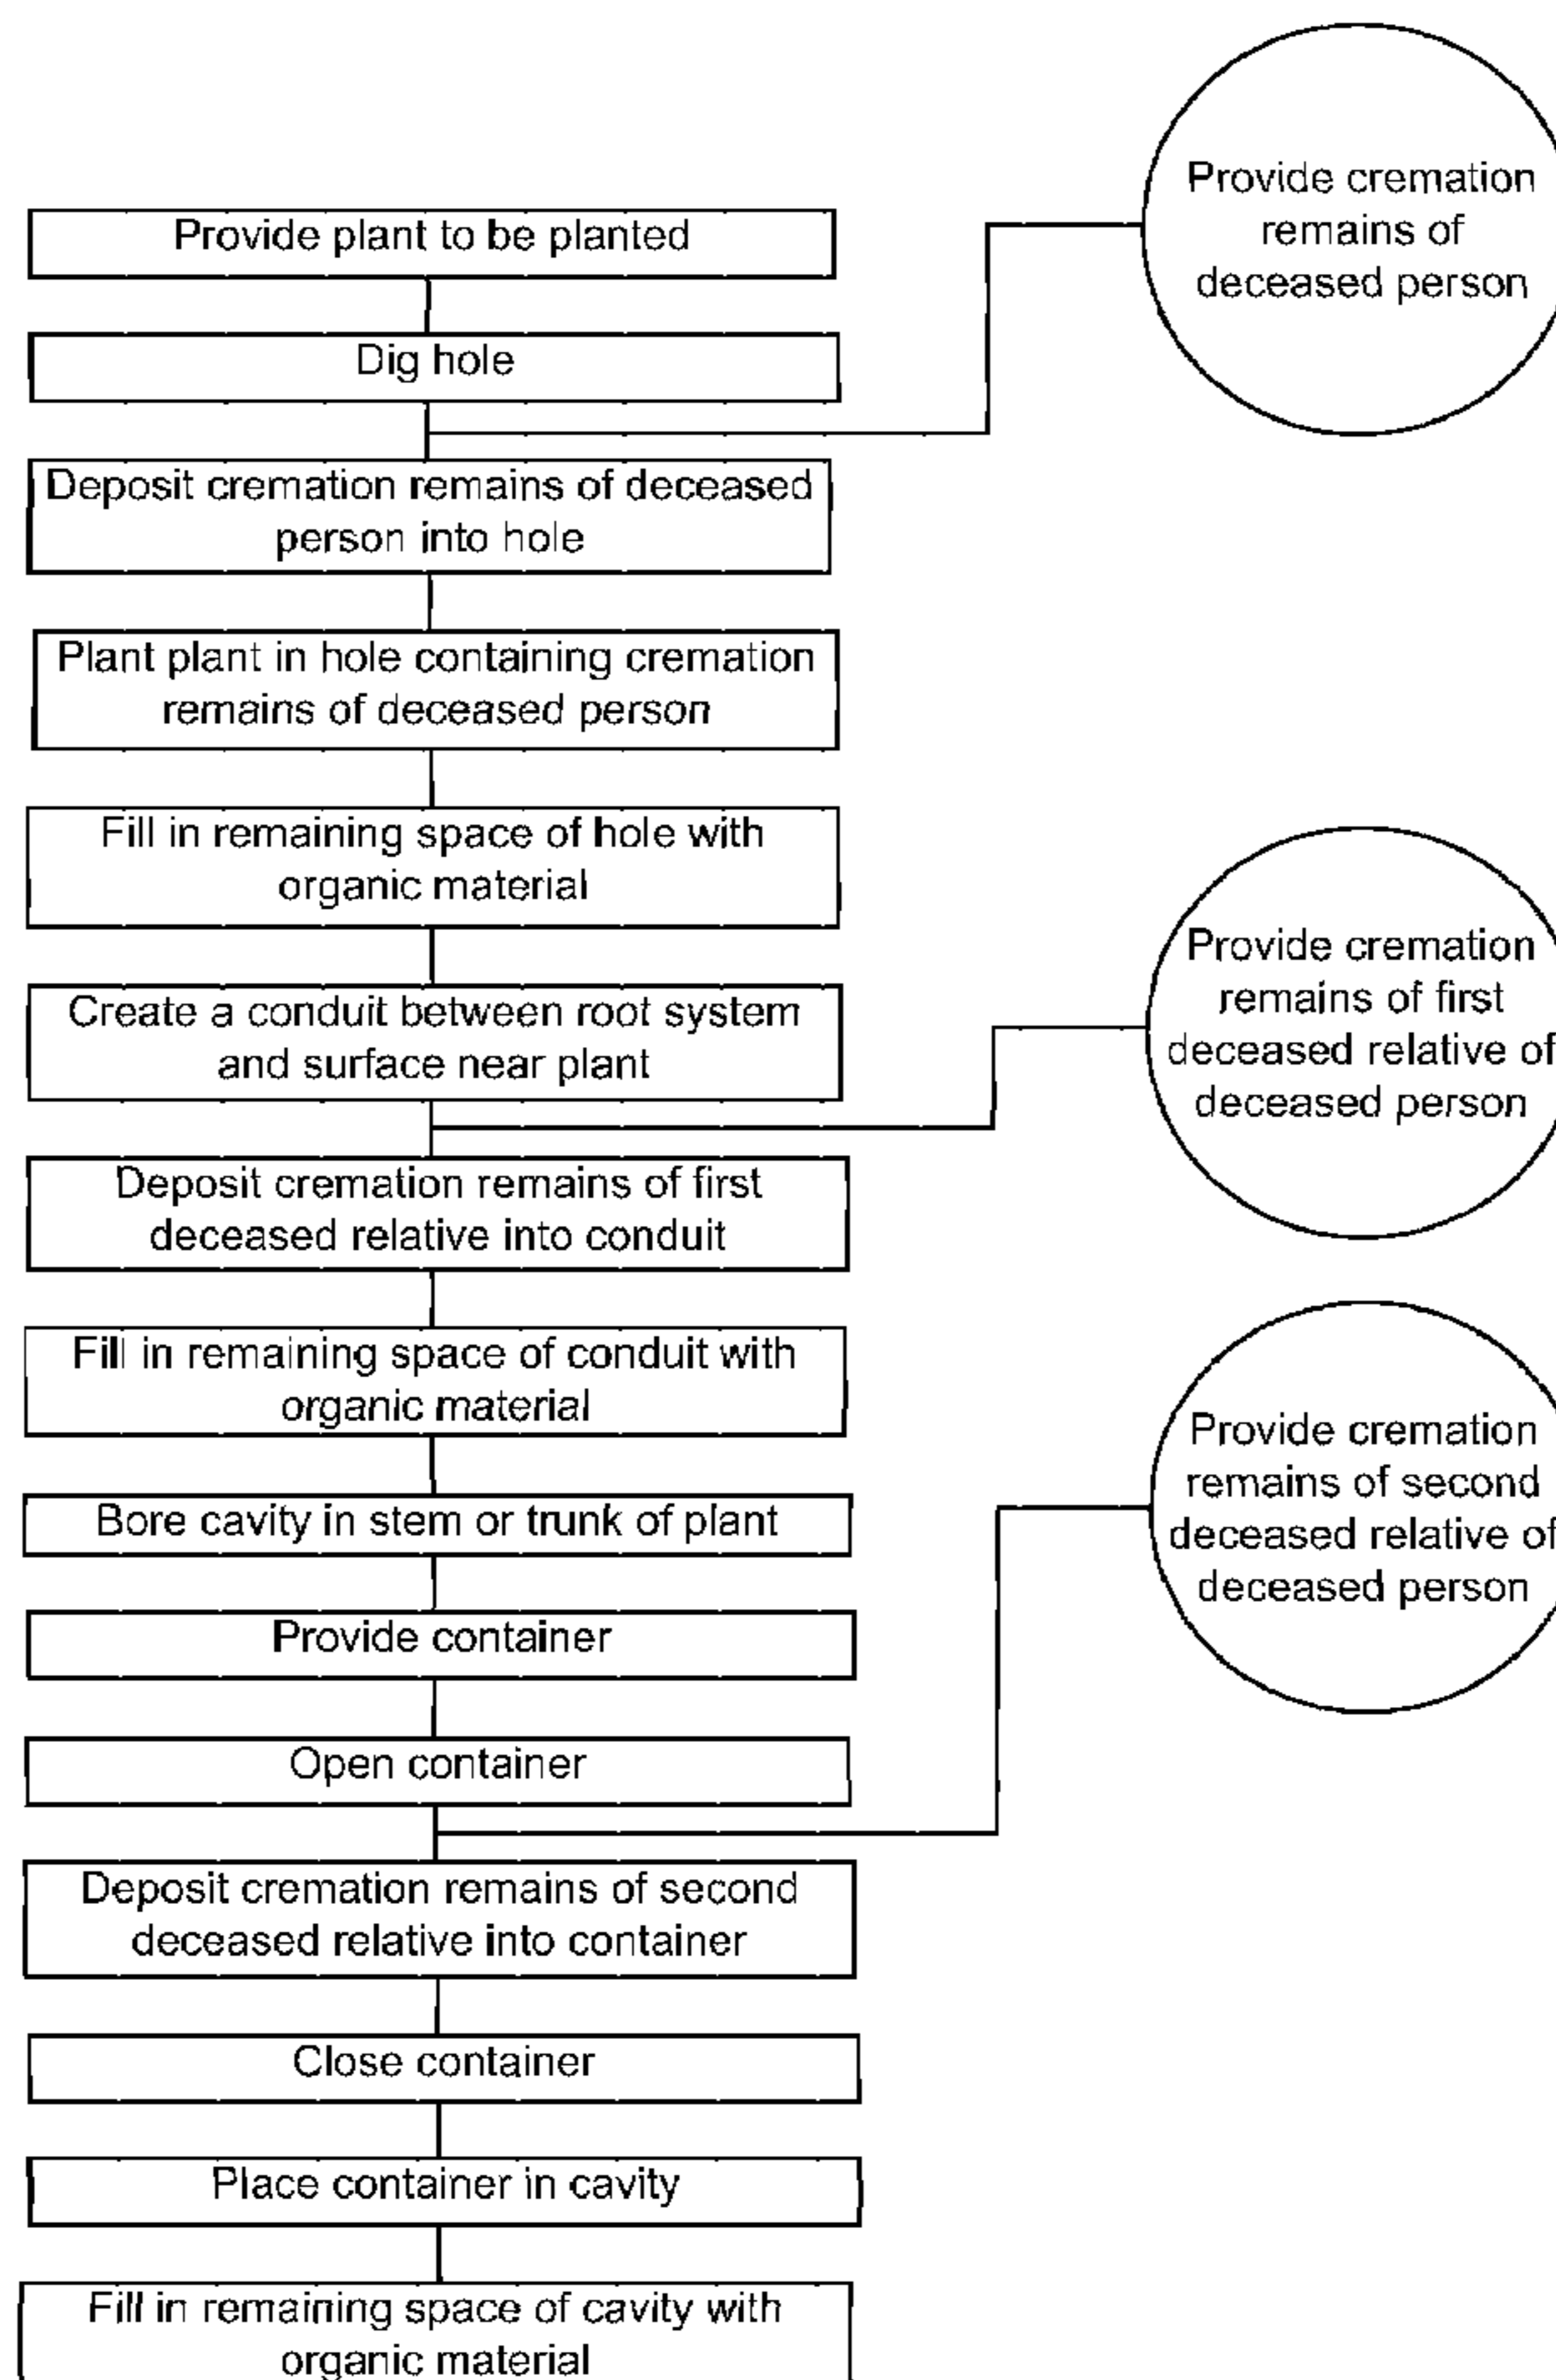 Provide plant to be planted
Dig hole
Provide cremation
remains of
deceased person
Deposit cremation remains of deceased
person into hole
Plant plant in hole containing cremation
remains of deceased person
Fill in remaining space of hole with
organic material
Create a conduit between root system
and surface near plant
Provide cremation
remains of first
deceased relative of
deceased person
Deposit cremation remains of first
deceased relative into conduit
Fill in remaining space of conduit with
organic material
Bore cavity in stem or trunk of plant
Provide container
Open container
Provide cremation
remains of second
deceased relative of
deceased person
Deposit cremation remains of second
deceased relative into container
Close container
Place container in cavity
Fill in remaining space of cavity with
organic material